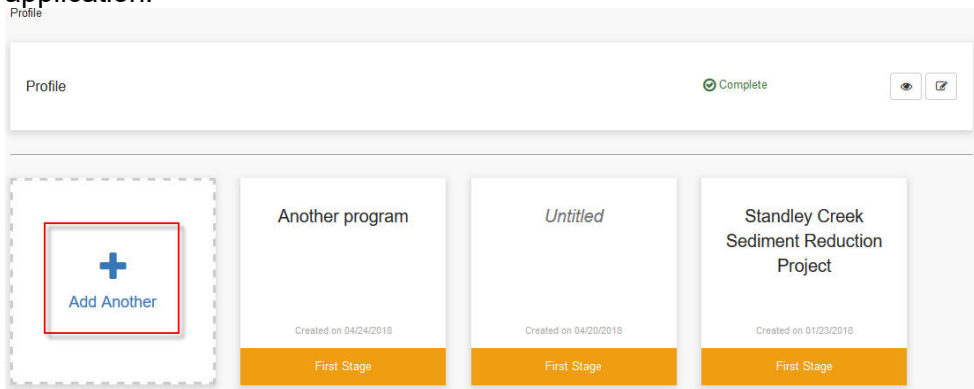 application.
Profile
Profile
Complete
Add Another
Another program
Created on 04/24/2018
First Stage
Untitled
Created on 04/20/2018
First Stage
Standley Creek
Sediment Reduction
Project
Created on 01/23/2018
First Stage